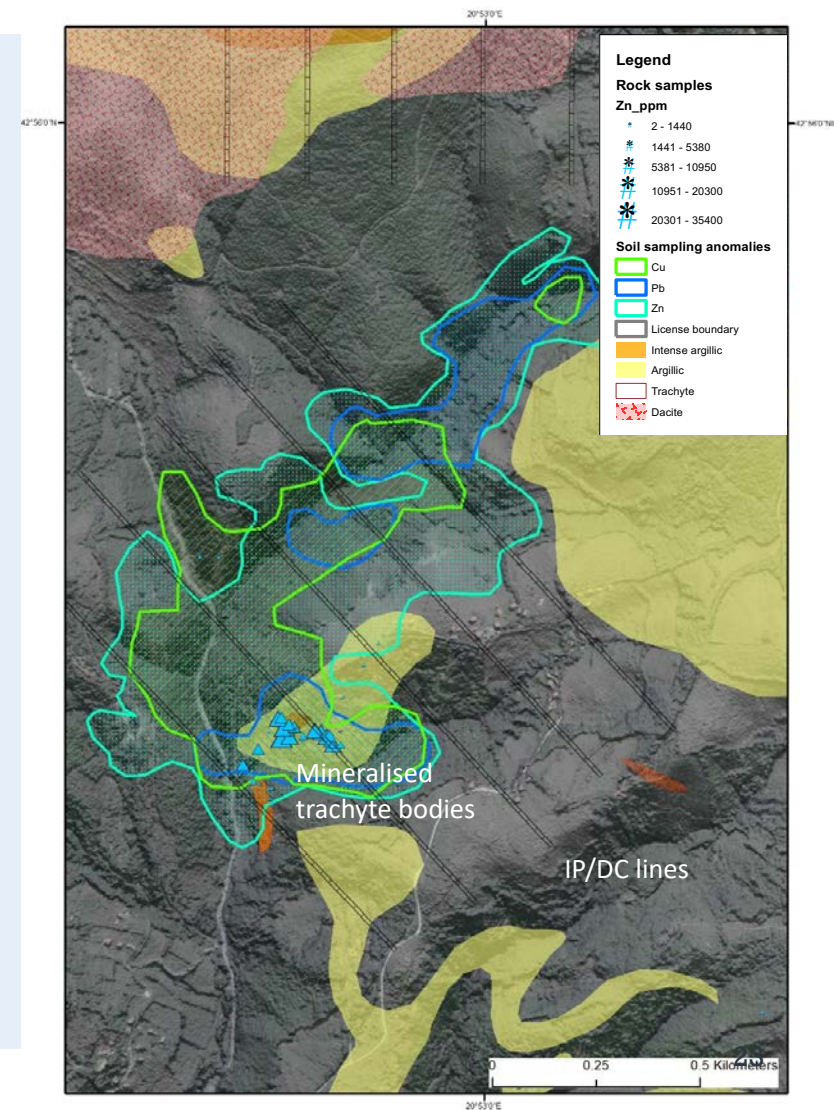 20°53'0"E
Legend
Rock samples
Zn_ppm
2 - 1440
1441 - 5380
5381 - 10950
10951 - 20300
20301 - 35400
Soil sampling anomalies
Cu
Pb
Zn
License boundary
Intense argillic
Argillic
Trachyte
Dacite
42°56'0"N
42°56'0"N
Mineralised
trachyte bodies
IP/DC lines
0 0.25 0.5 Kilometers
20°53'0"E